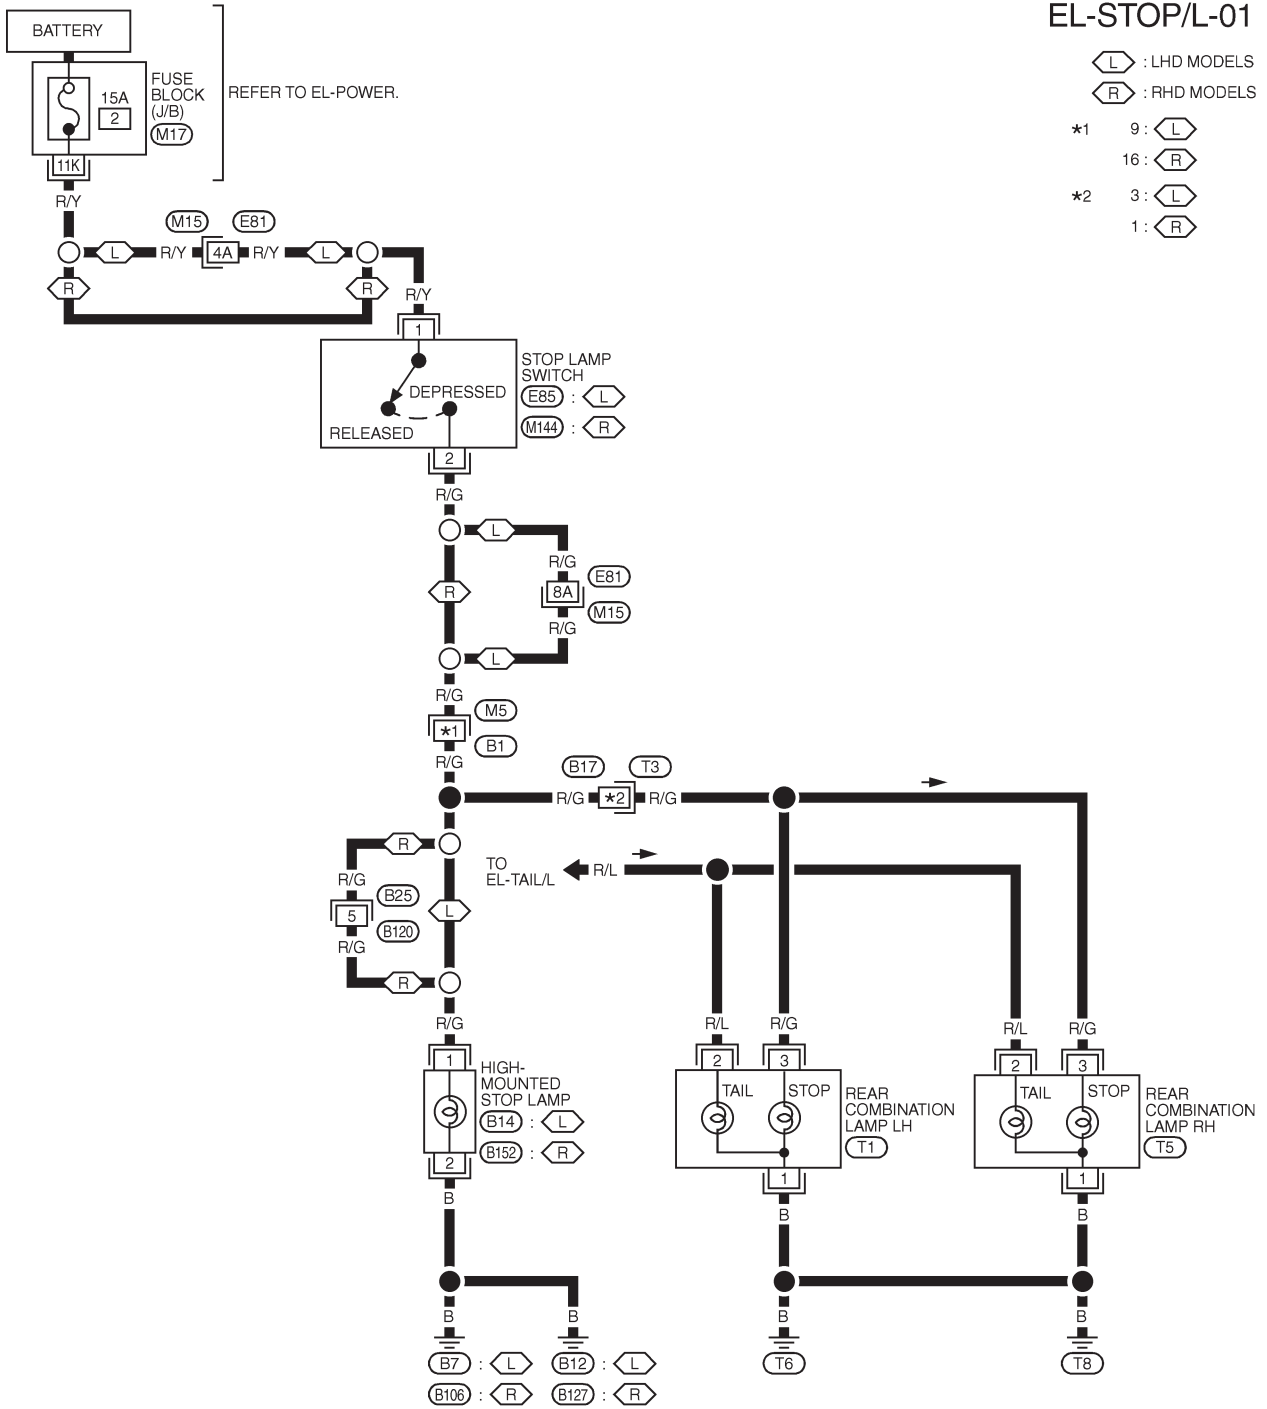 EL-STOP/L-01
L : LHD MODELS
R : RHD MODELS
*1 9 : L
16 : R
*2 3 : L
1 : R
BATTERY
FUSE
BLOCK
(J/B)
M17
15A
2
REFER TO EL-POWER.
11K
R/Y
M15 E81
L R/Y 4A R/Y L
R R
R/Y
1
STOP LAMP
SWITCH
DEPRESSED
E85 : L
RELEASED
M144 : R
2
R/G
L
R/G
E81
R 8A
M15
R/G
L
R/G
M5
*1
B1
R/G
B17 T3
R/G *2 R/G
R
TO
EL-TAIL/L
R/L
R/G
B25
5
L
B120
R/G
R
R/G
1
HIGH-
MOUNTED
STOP LAMP
B14 : L
B152 : R
2
B
R/L R/G
2 3
TAIL STOP
REAR
COMBINATION
LAMP LH
T1
1
B
R/L R/G
2 3
TAIL STOP
REAR
COMBINATION
LAMP RH
T5
1
B
B B B B
B7 : L B12 : L T6 T8
B106 : R B127 : R